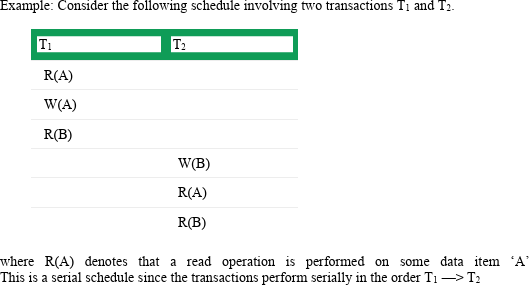 Example: Consider the following schedule involving two transactions T1 and T2.
T1 T2
R(A)
W(A)
R(B)
W(B)
R(A)
R(B)
where R(A) denotes that a read operation is performed on some data item ‘A’
This is a serial schedule since the transactions perform serially in the order T1 —> T2